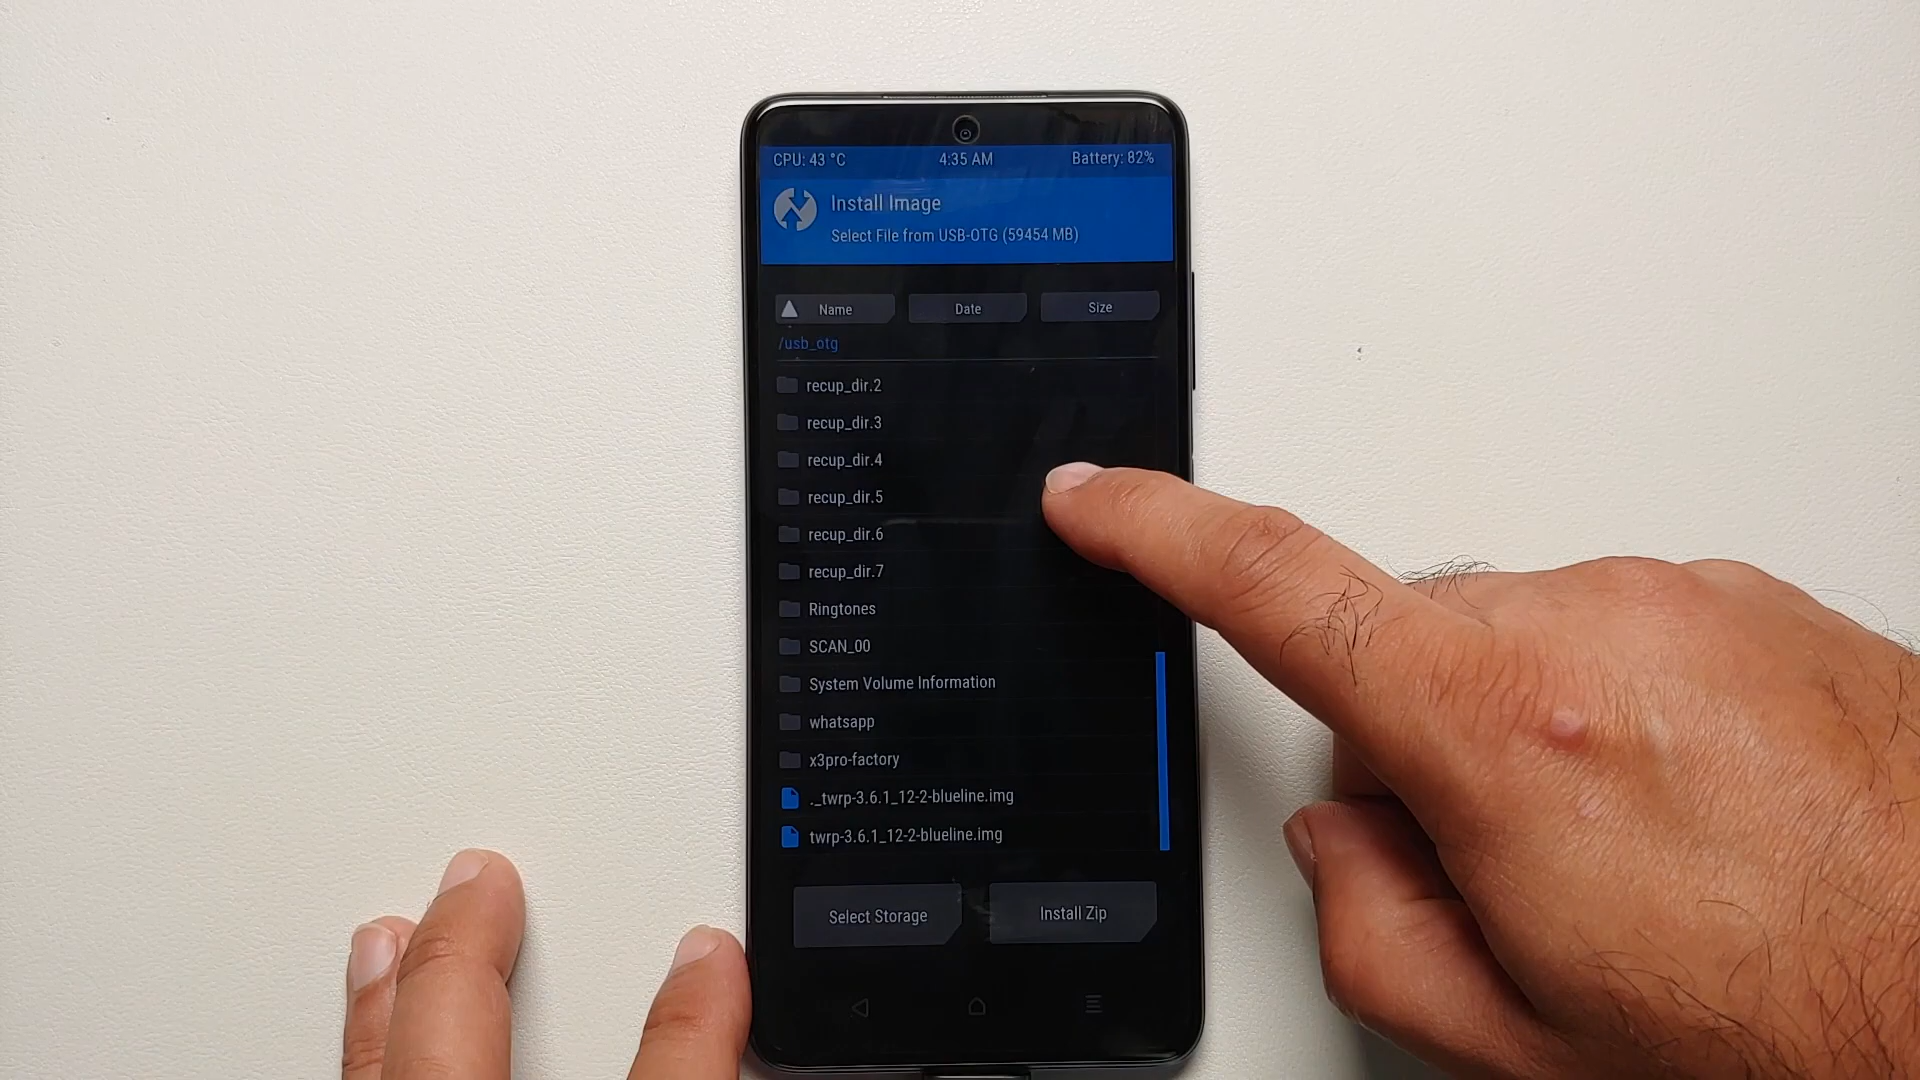 CPU: 43 °C 4:35 AM Battery: 82%
Install Image
Select File from USB-OTG (59454 MB)
Name Date Size
/usb_otg
recup_dir.2
recup_dir.3
recup_dir.4
recup_dir.5
recup_dir.6
recup_dir.7
Ringtones
SCAN_00
System Volume Information
whatsapp
x3pro-factory
._twrp-3.6.1_12-2-blueline.img
twrp-3.6.1_12-2-blueline.img
Select Storage Install Zip